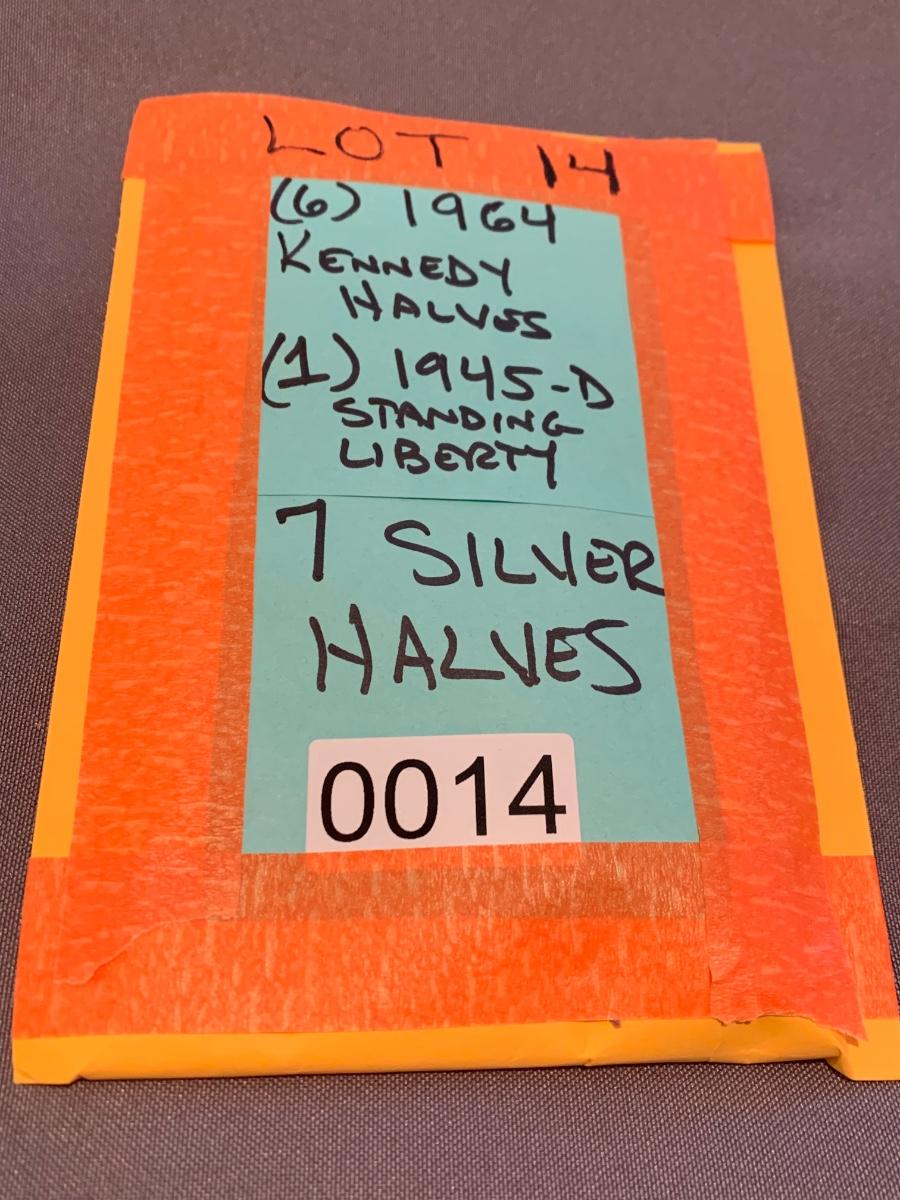 LOT 14
(6) 1964
KENNEDY
HALVES
(1) 1945-D
STANDING
LIBERTY
7 SILVER
HALVES
0014